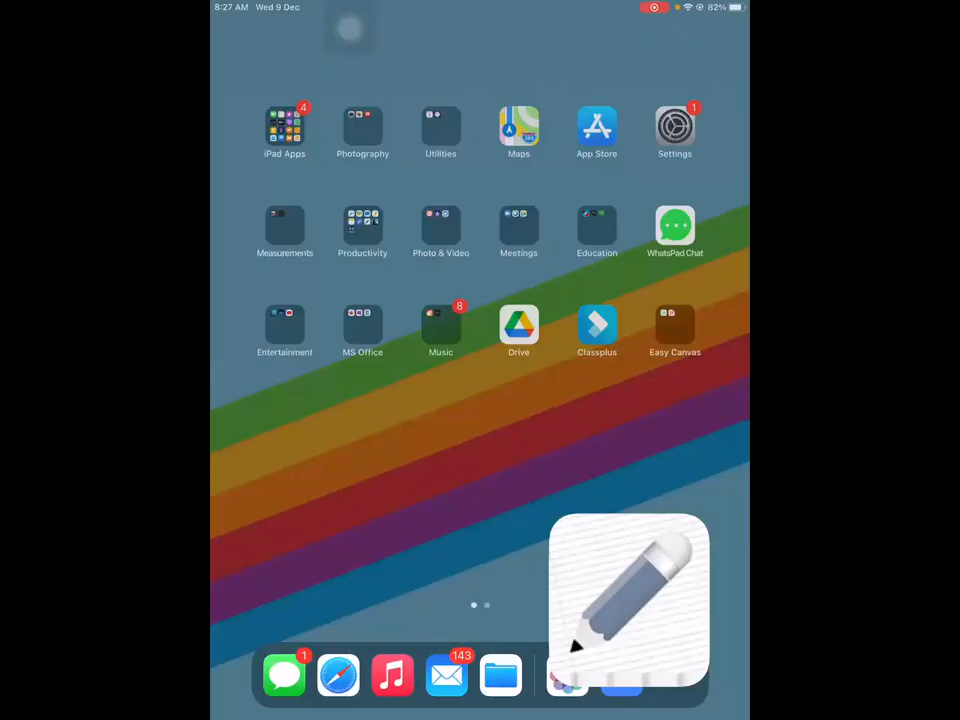 8:27 AM Wed 9 Dec 82%
4 1
iPad Apps Photography Utilities Maps App Store Settings
Measurements Productivity Photo & Video Meetings Education WhatsPad Chat
8
Entertainment MS Office Music Drive Classplus Easy Canvas
1 143